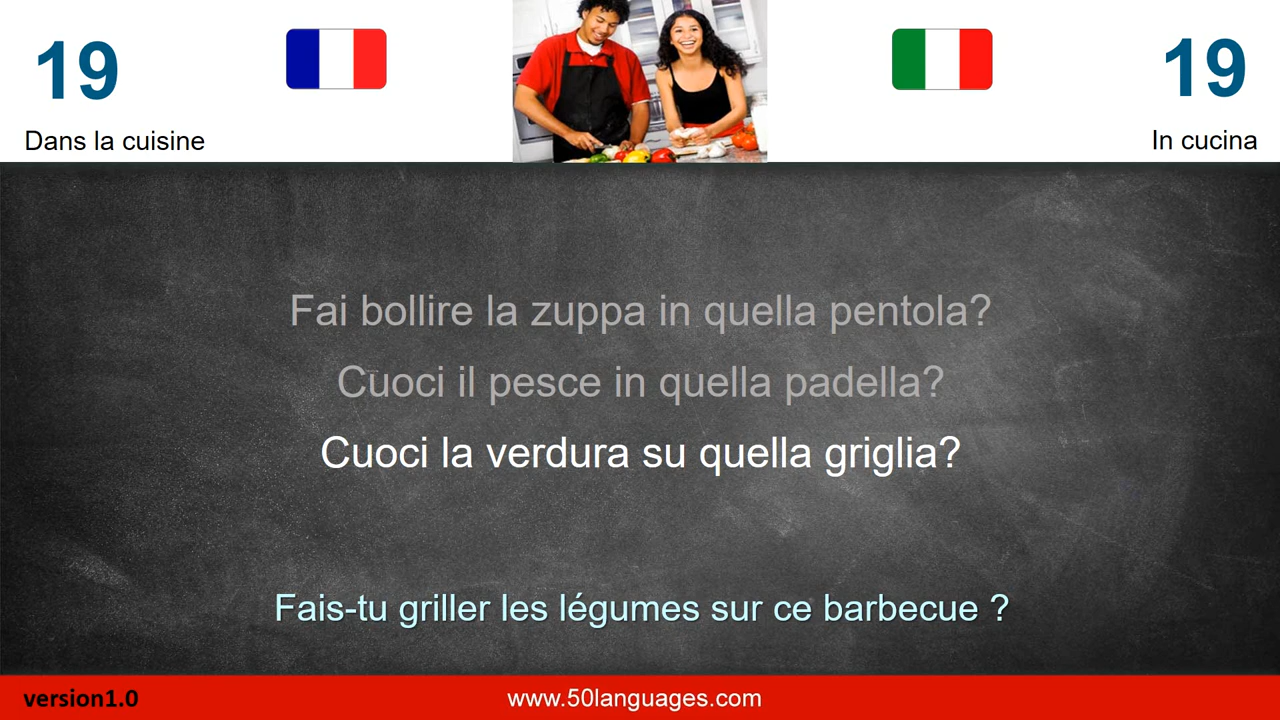 19
19
Dans la cuisine
In cucina
Fai bollire la zuppa in quella pentola?
Cuoci il pesce in quella padella?
Cuoci la verdura su quella griglia?
Fais-tu griller les légumes sur ce barbecue ?
version1.0
www.50languages.com